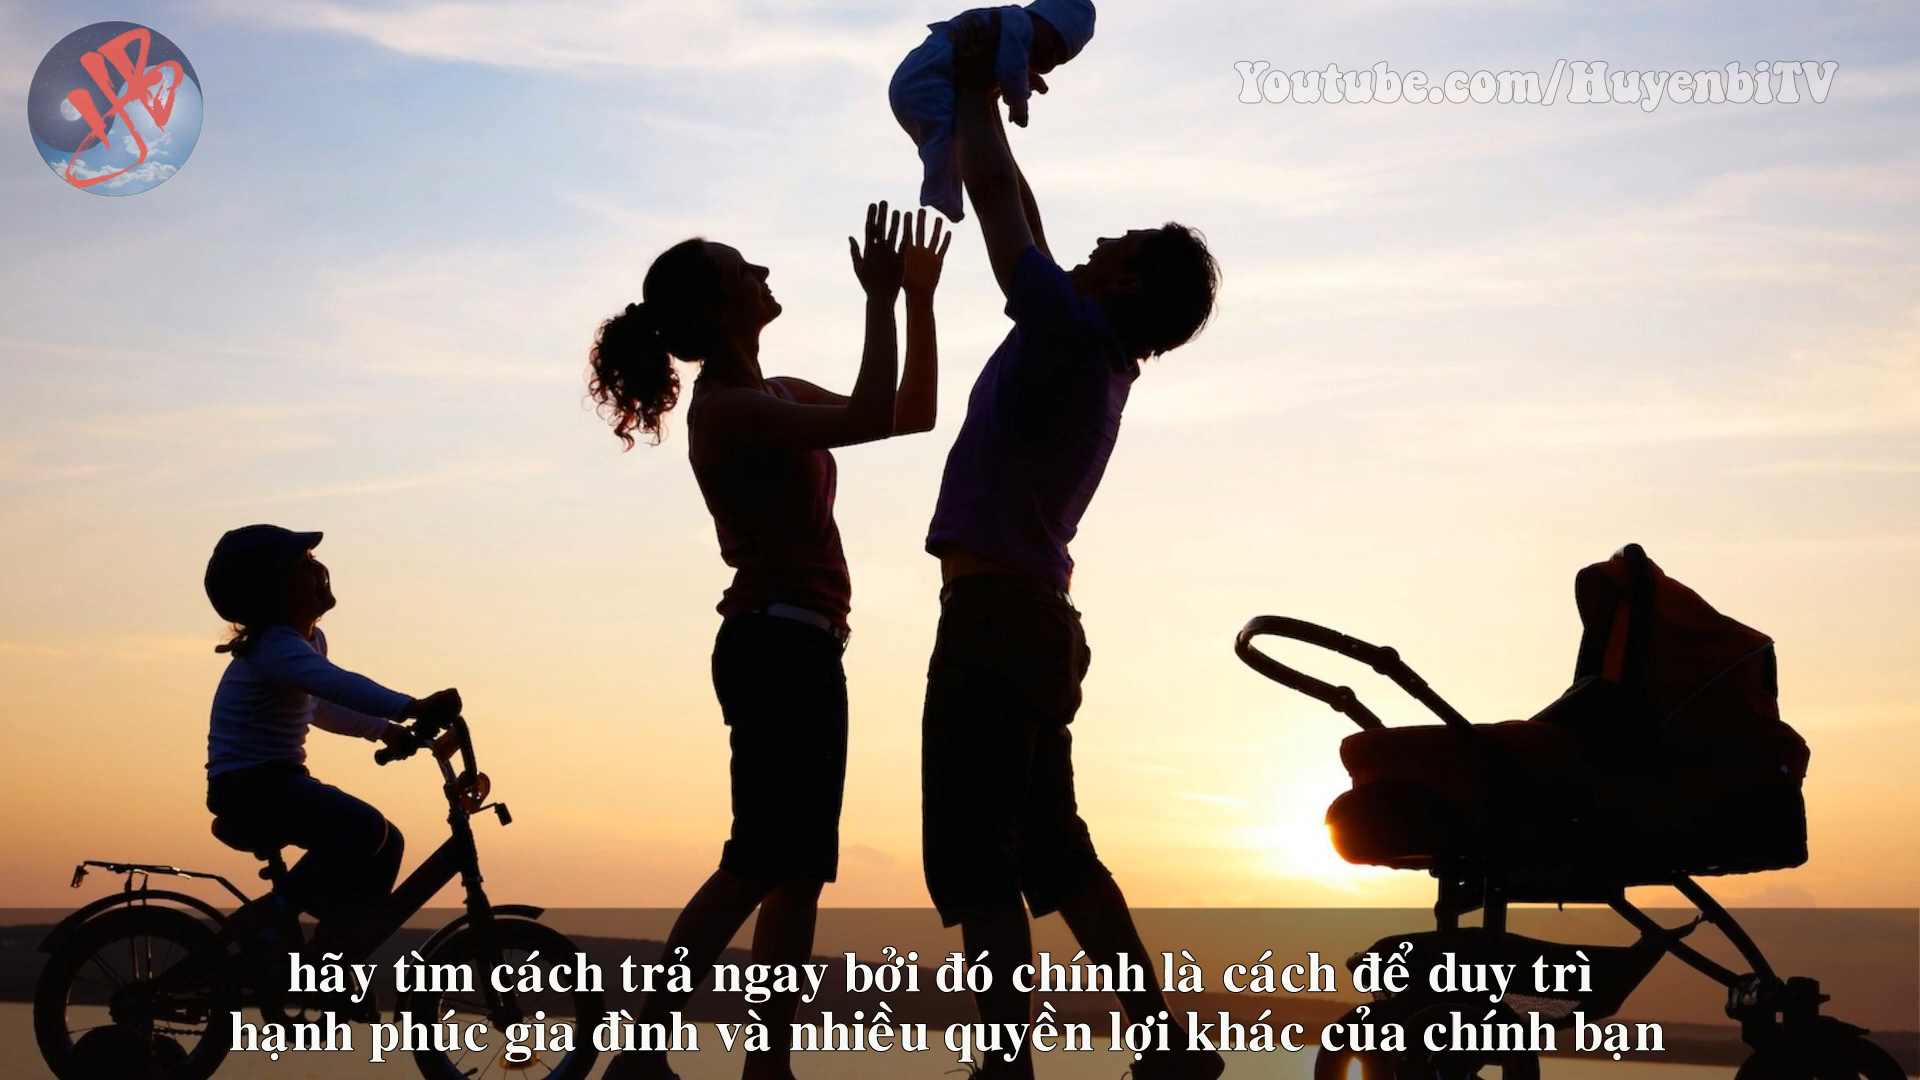 Youtube.com/HuyenbiTV
hãy tìm cách trả ngay bởi đó chính là cách để duy trì
hạnh phúc gia đình và nhiều quyền lợi khác của chính bạn